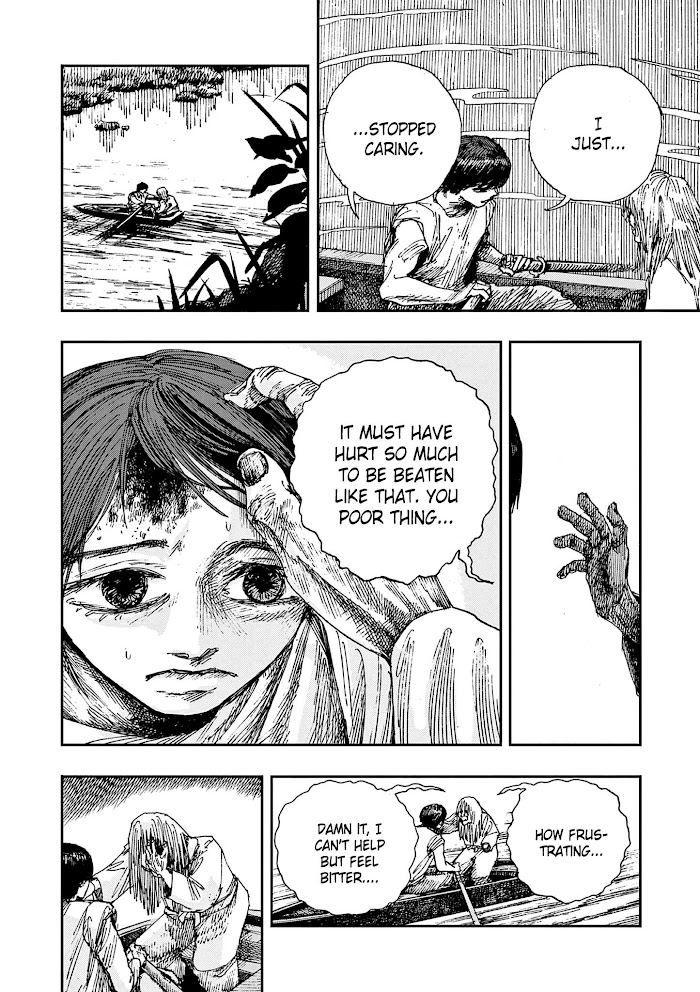 I
JUST...
...STOPPED
CARING.
IT MUST HAVE
HURT SO MUCH
TO BE BEATEN
LIKE THAT. YOU
POOR THING...
HOW FRUS-
TRATING...
DAMN IT, I
CAN'T HELP
BUT FEEL
BITTER....